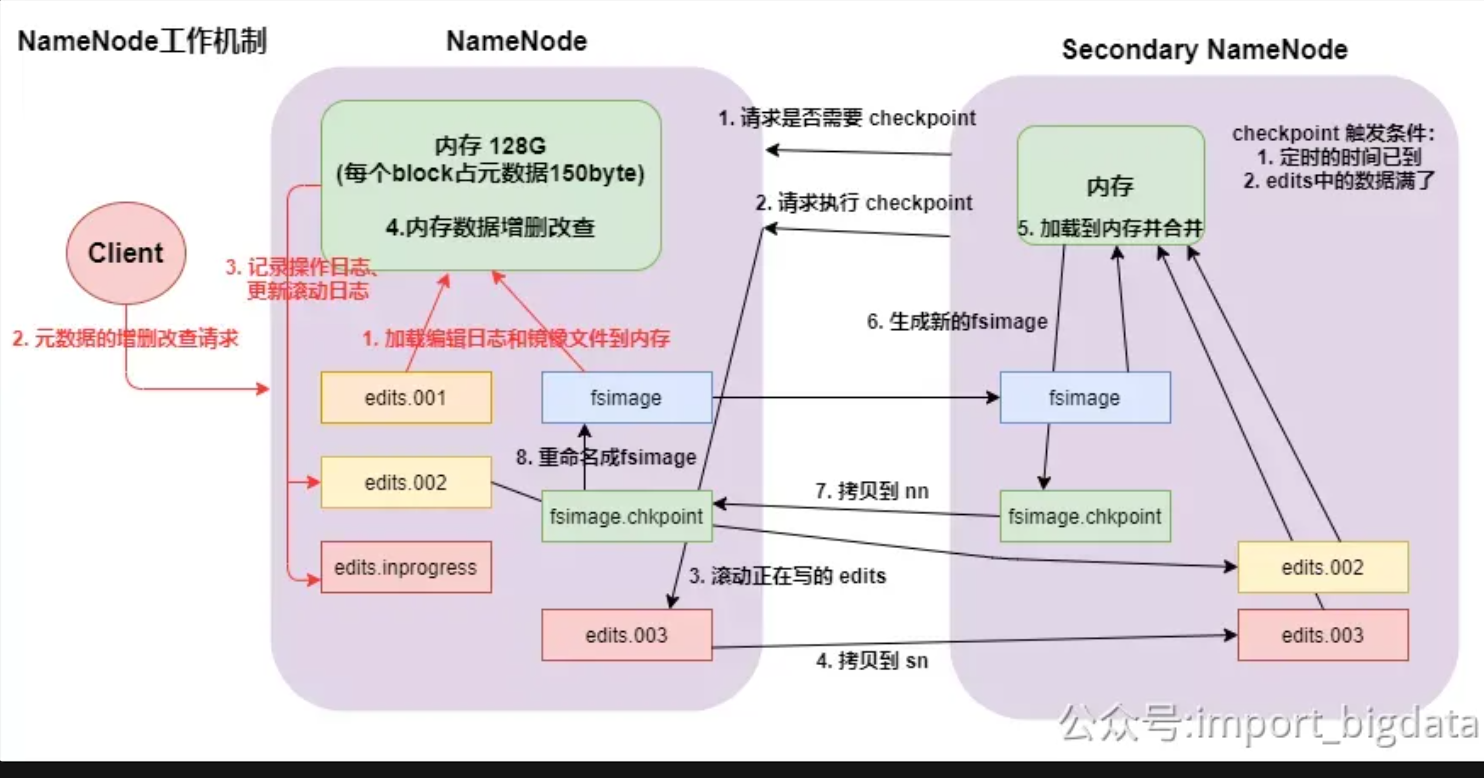 NameNode工作机制
NameNode
Secondary NameNode
内存 128G
(每个block占元数据150byte)
4.内存数据增删改查
1. 请求是否需要 checkpoint
2. 请求执行 checkpoint
checkpoint 触发条件:
1. 定时的时间已到
2. edits中的数据满了
内存
5. 加载到内存并合并
Client
3. 记录操作日志、
更新滚动日志
2. 元数据的增删改查请求
1. 加载编辑日志和镜像文件到内存
6. 生成新的fsimage
edits.001
fsimage
fsimage
8. 重命名成fsimage
edits.002
7. 拷贝到 nn
fsimage.chkpoint
fsimage.chkpoint
edits.inprogress
3. 滚动正在写的 edits
edits.002
edits.003
edits.003
4. 拷贝到 sn
公众号:import_bigdata